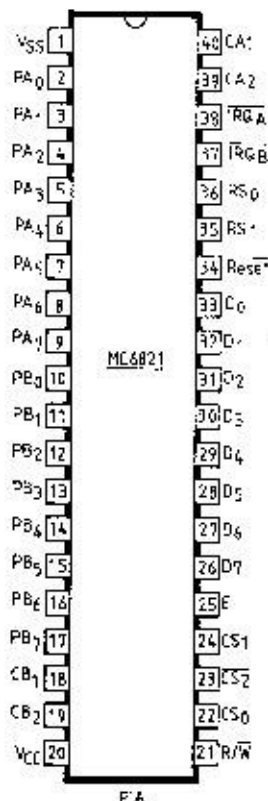 VSS 1 40 CA1
PA0 2 39 CA2
PA1 3 38 IRQA
PA2 4 37 IRQB
PA3 5 36 RS0
PA4 6 35 RS1
PA5 7 34 Reset
PA6 8 33 D0
PA7 9 32 D1
MC6821
PB0 10 31 D2
PB1 11 30 D3
PB2 12 29 D4
PB3 13 28 D5
PB4 14 27 D6
PB5 15 26 D7
PB6 16 25 E
PB7 17 24 CS1
CB1 18 23 CS2
CB2 19 22 CS0
VCC 20 21 R/W
PIA